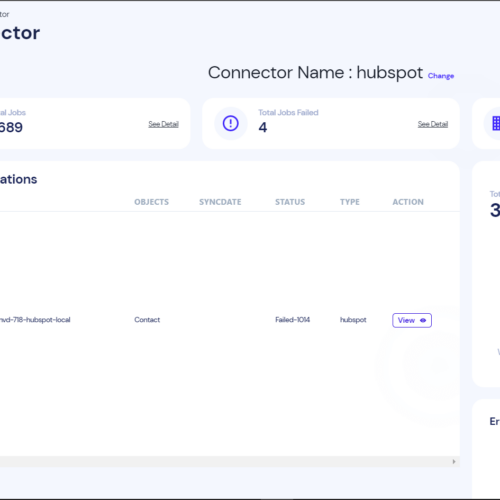 tor
ctor
Connector Name : hubspot Change
al Jobs
689
See Detail
Total Jobs Failed
4
See Detail
Tot
3
ations
OBJECTS SYNCDATE STATUS TYPE ACTION
nvd-718-hubspot-local Contact Failed-1014 hubspot View
Er